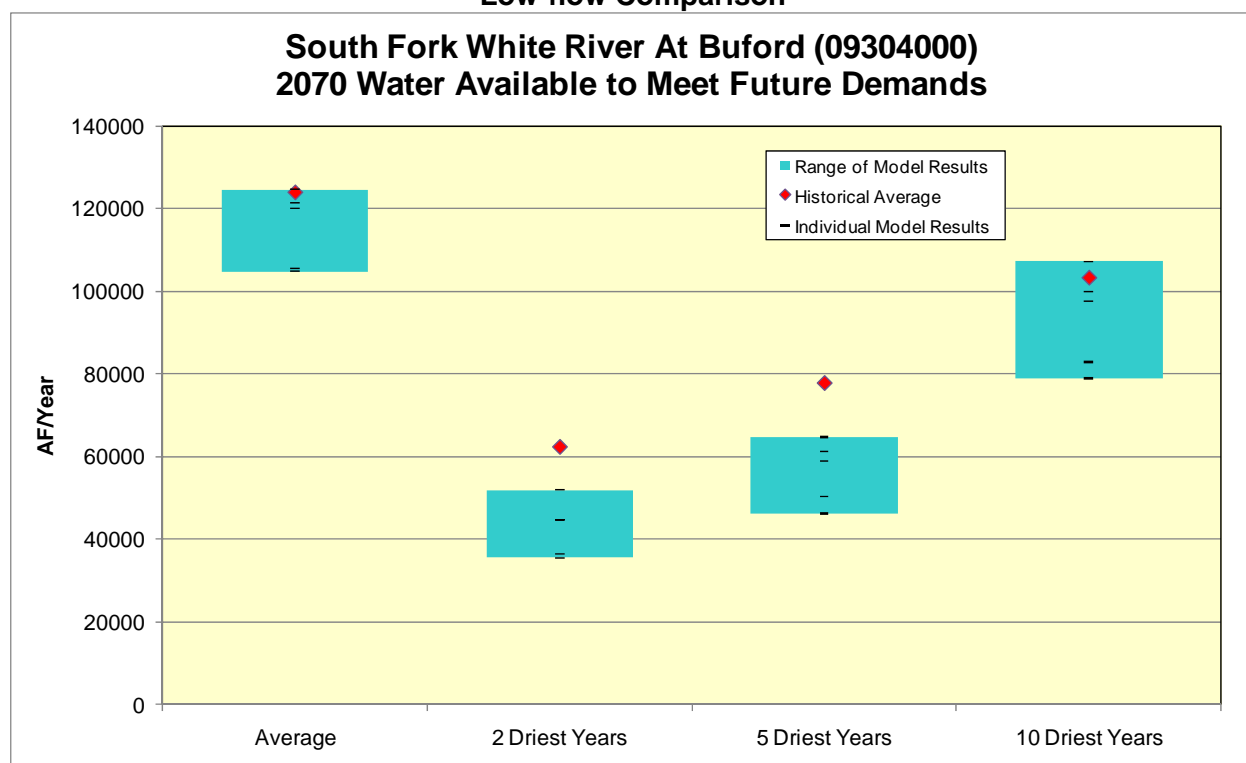 Low-flow Comparison
South Fork White River At Buford (09304000)
2070 Water Available to Meet Future Demands
140000
120000
100000
80000
60000
40000
20000
0
AF/Year
Range of Model Results
Historical Average
Individual Model Results
Average
2 Driest Years
5 Driest Years
10 Driest Years